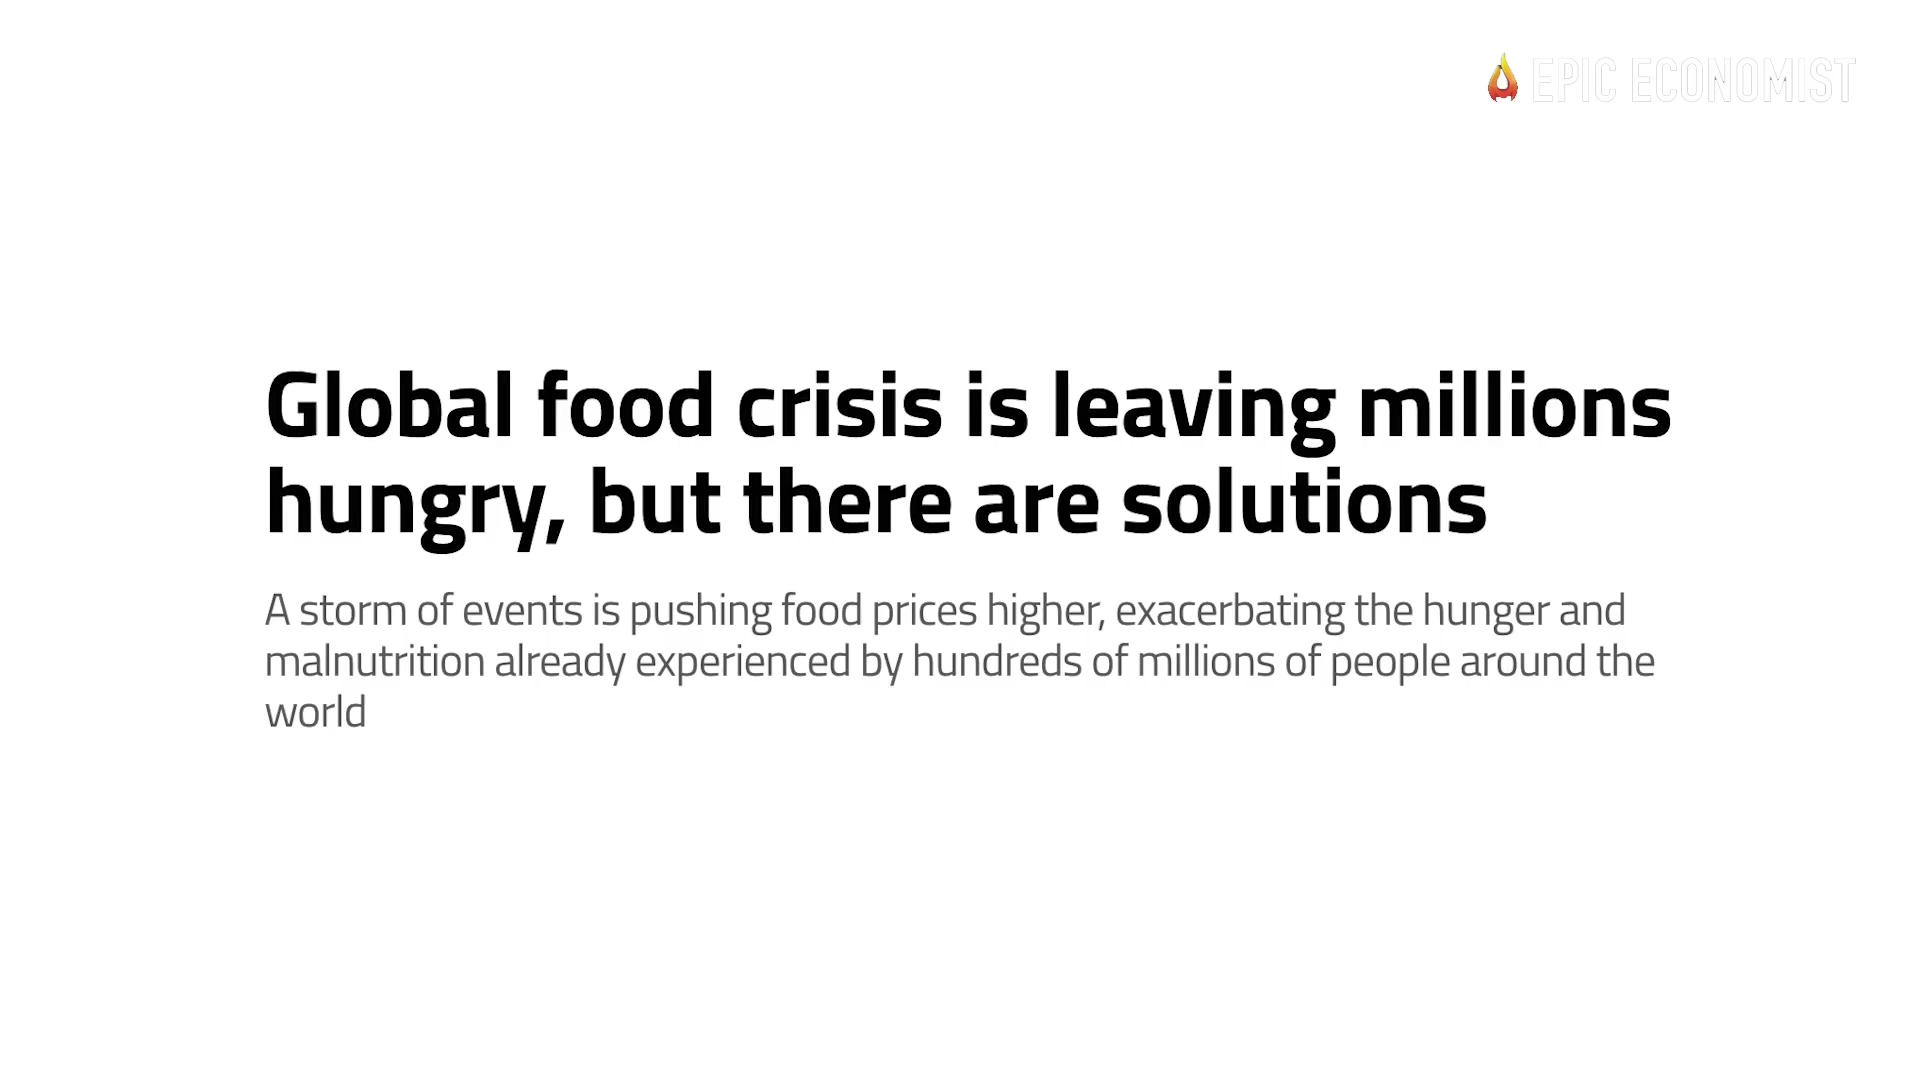 EPIC ECONOMIST
Global food crisis is leaving millions
hungry, but there are solutions
A storm of events is pushing food prices higher, exacerbating the hunger and
malnutrition already experienced by hundreds of millions of people around the
world